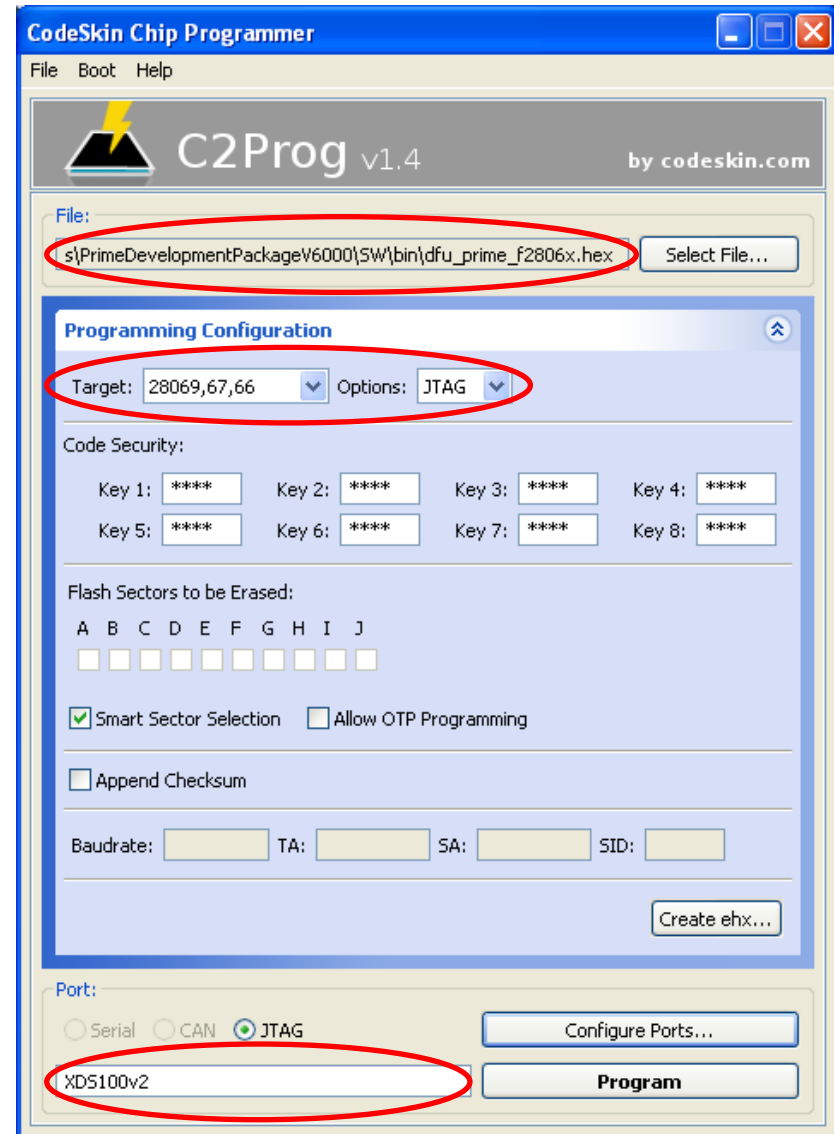 CodeSkin Chip Programmer
File Boot Help
C2Prog v1.4 by codeskin.com
File:
s\PrimeDevelopmentPackageV6000\SW\bin\dfu_prime_f2806x.hex Select File...
Programming Configuration
Target: 28069,67,66 Options: JTAG
Code Security:
Key 1: **** Key 2: **** Key 3: **** Key 4: ****
Key 5: **** Key 6: **** Key 7: **** Key 8: ****
Flash Sectors to be Erased:
A B C D E F G H I J
Smart Sector Selection Allow OTP Programming
Append Checksum
Baudrate: TA: SA: SID:
Create ehx...
Port:
Serial CAN JTAG Configure Ports...
XDS100v2 Program